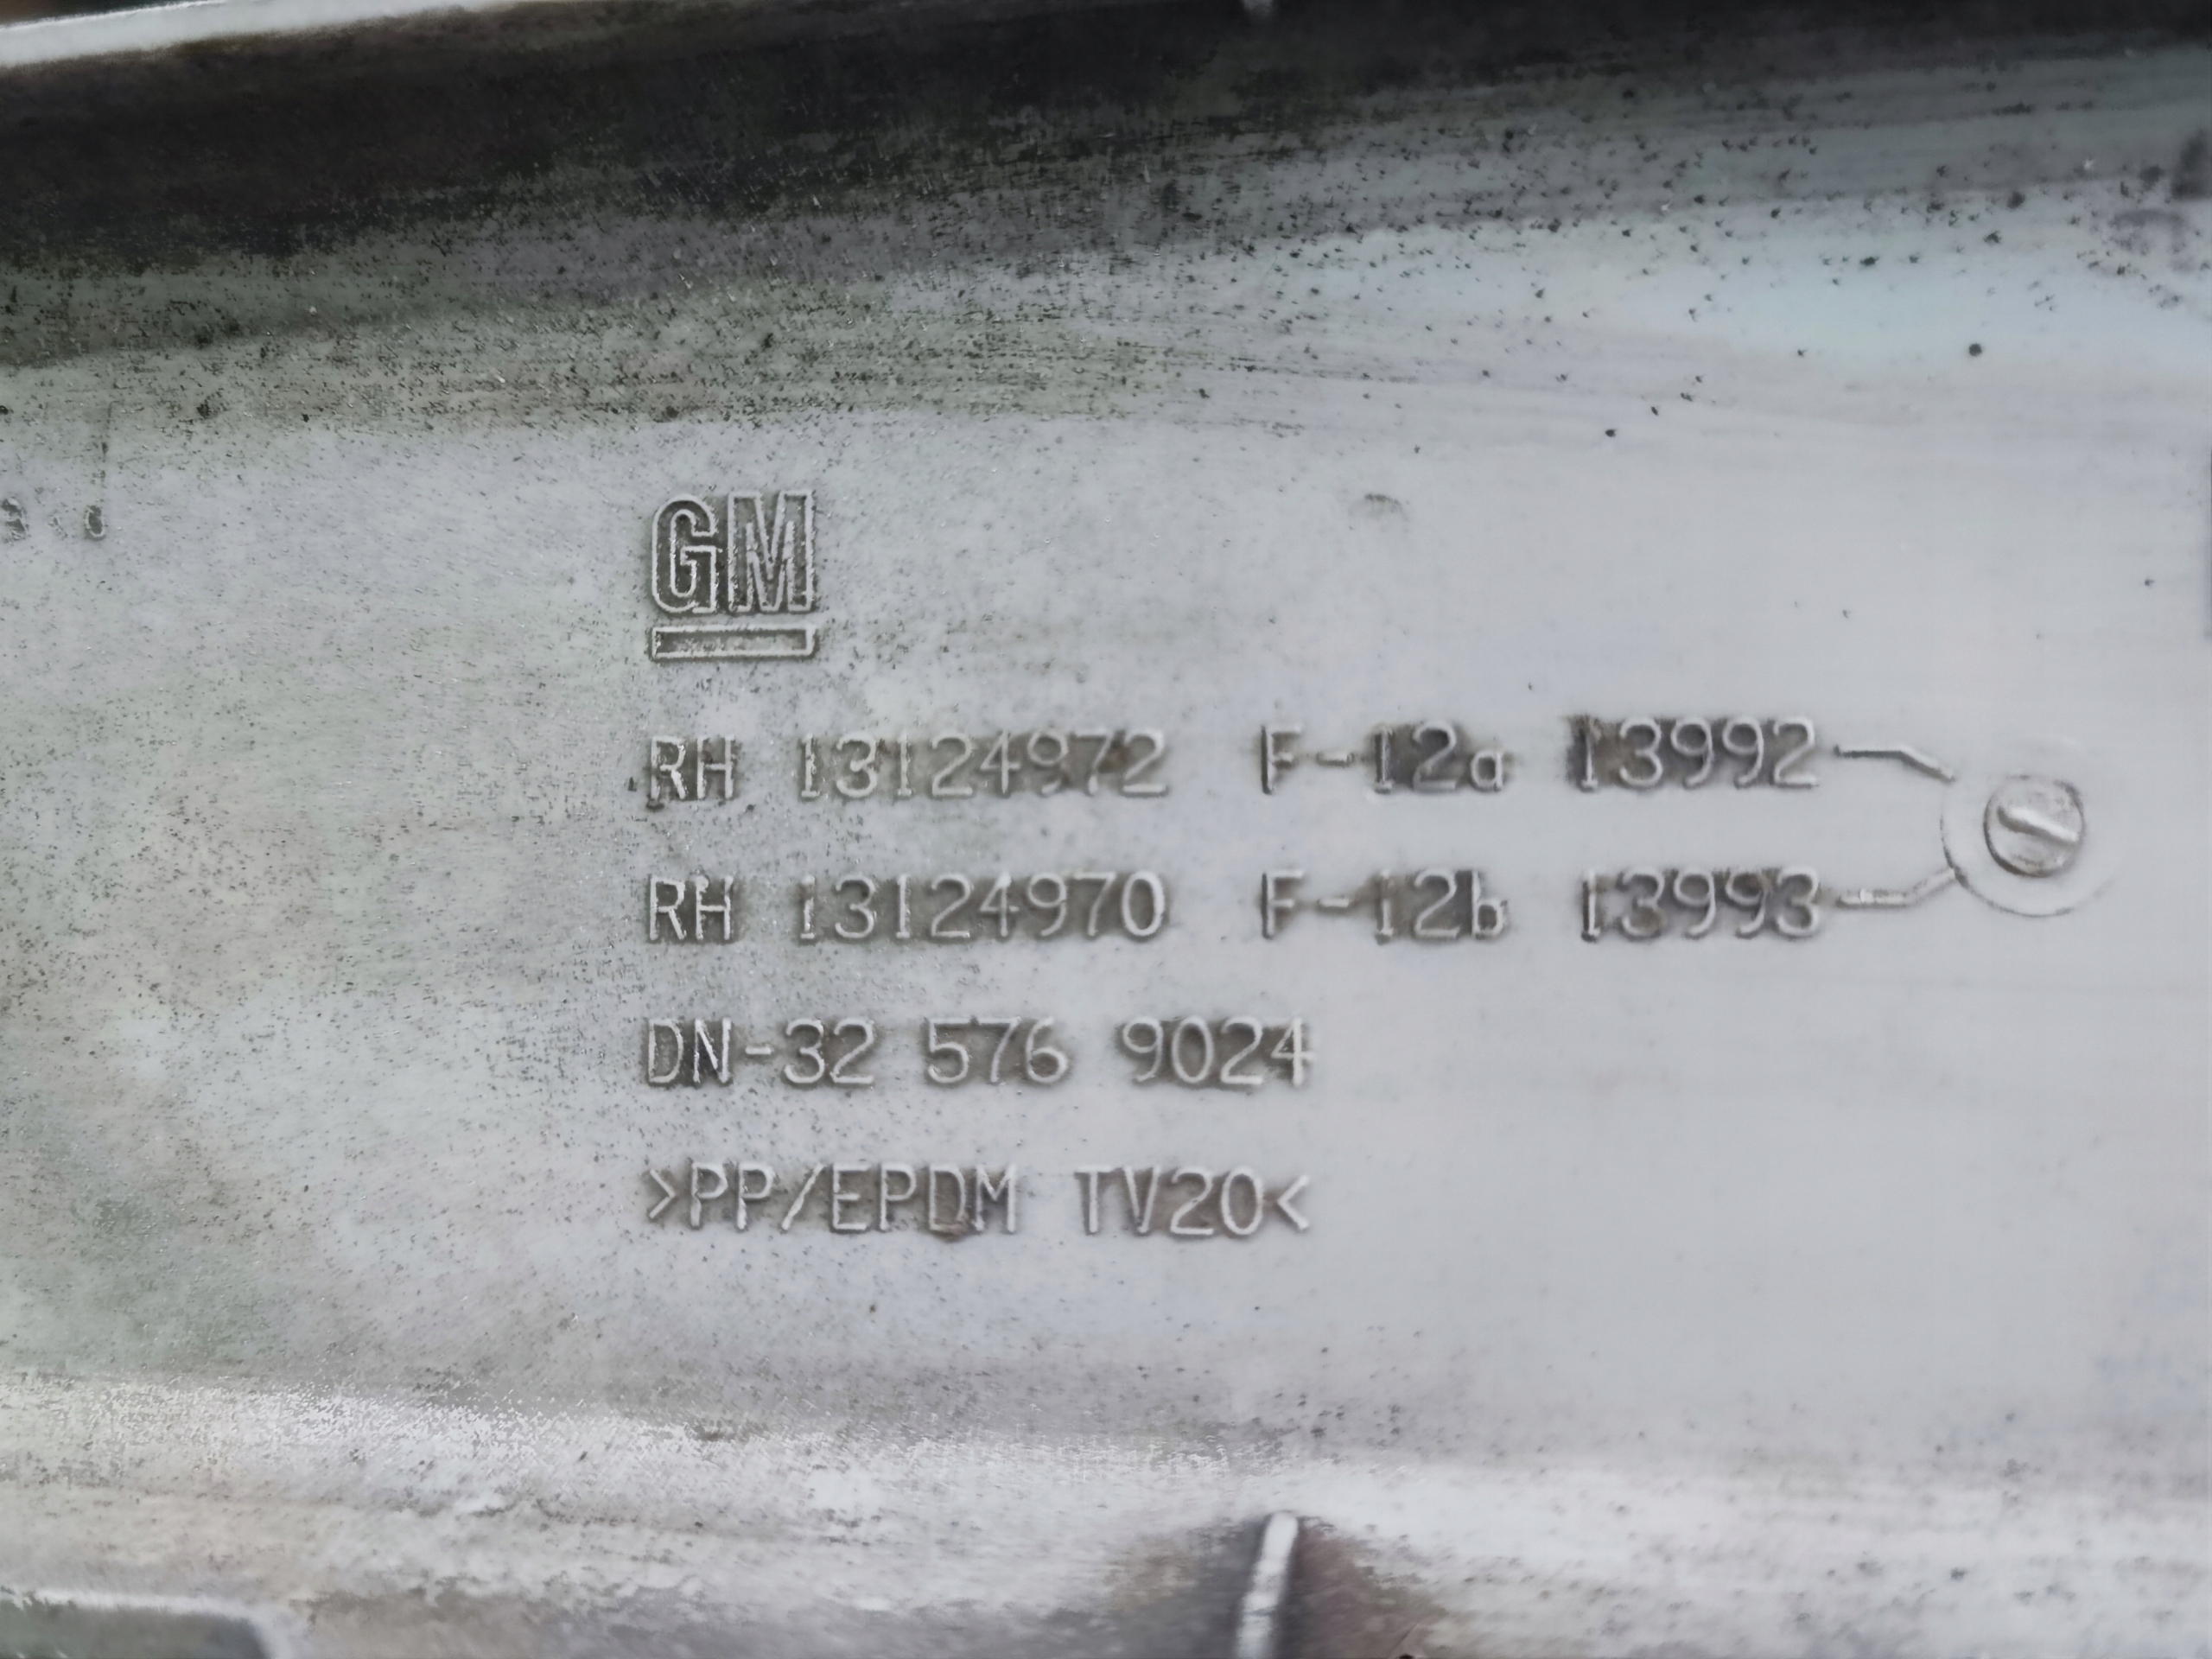 GM
RH 13124972 F-12a 13992
RH 13124970 F-12b 13993
DN-32 576 9024
>PP/EPDM TV20<